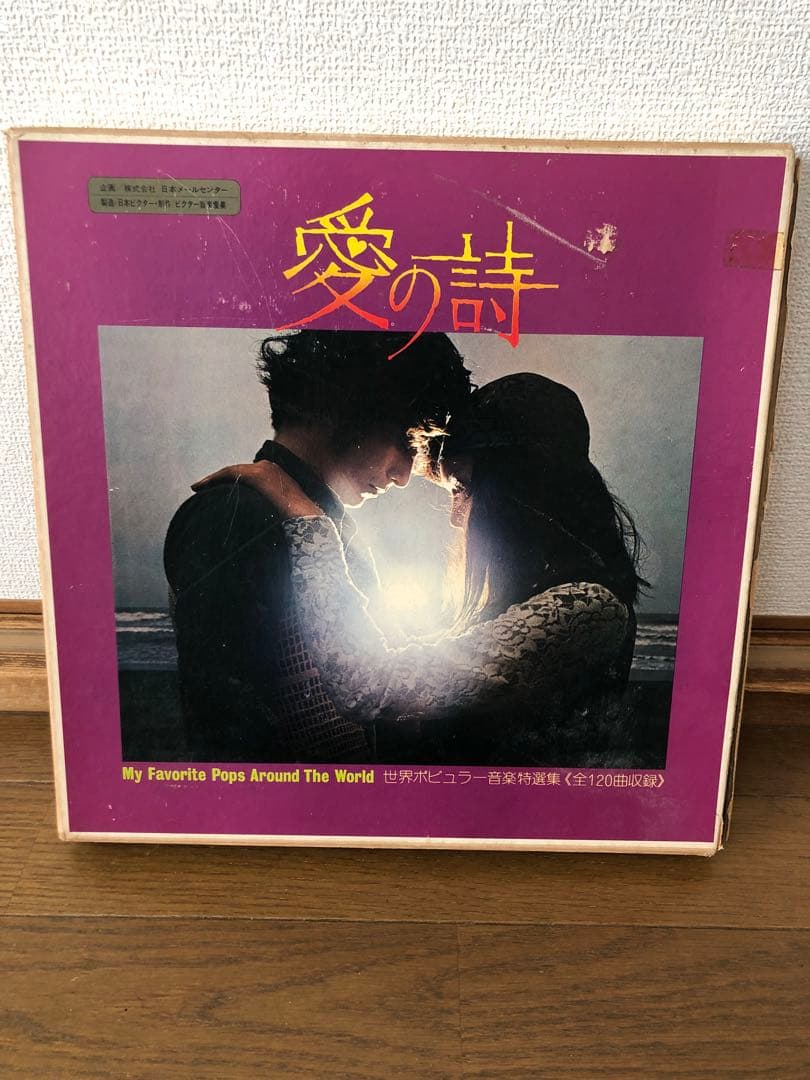 企画 株式会社 日本メールセンター
製造 日本ビクター・制作 ビクター音楽産業
愛の詩
My Favorite Pops Around The World 世界ポピュラー音楽特選集《全120曲収録》